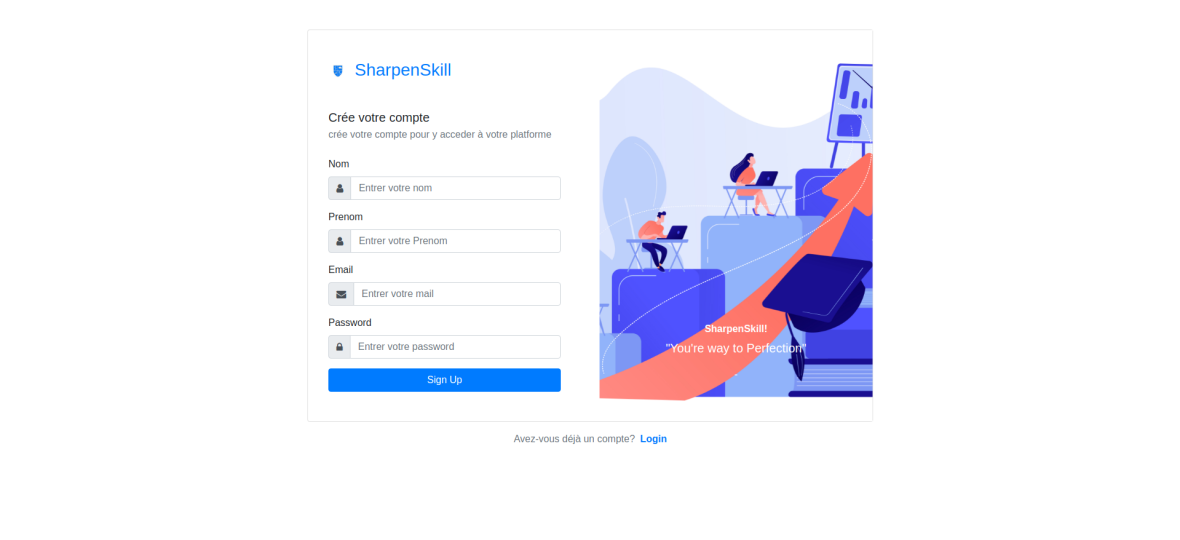 SharpenSkill
Crée votre compte
crée votre compte pour y acceder à votre platforme
Nom
Entrer votre nom
Prenom
Entrer votre Prenom
Email
Entrer votre mail
Password
Entrer votre password
Sign Up
SharpenSkill!
"You're way to Perfection"
Avez-vous déjà un compte? Login